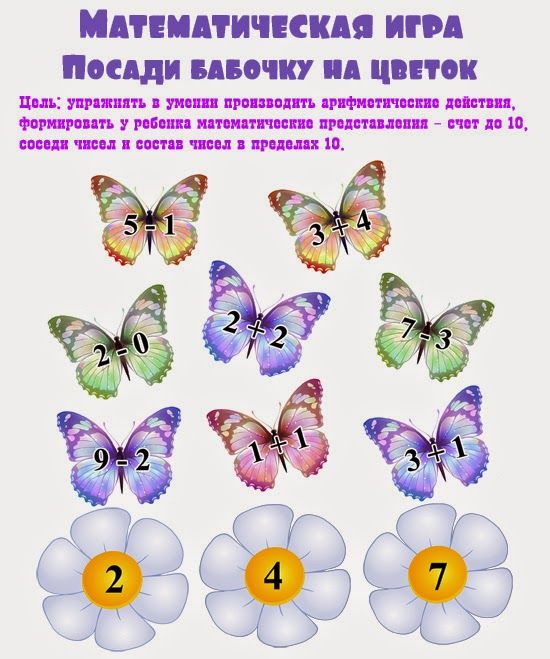 Математическая игра
Посади бабочку на цветок
Цель: упражнять в умении производить арифметические действия,
формировать у ребенка математические представления - счет до 10,
соседи чисел и состав чисел в пределах 10.
5 - 1
3 + 4
2 - 0
2 + 2
7 - 3
9 - 2
1 + 1
3 + 1
2
4
7